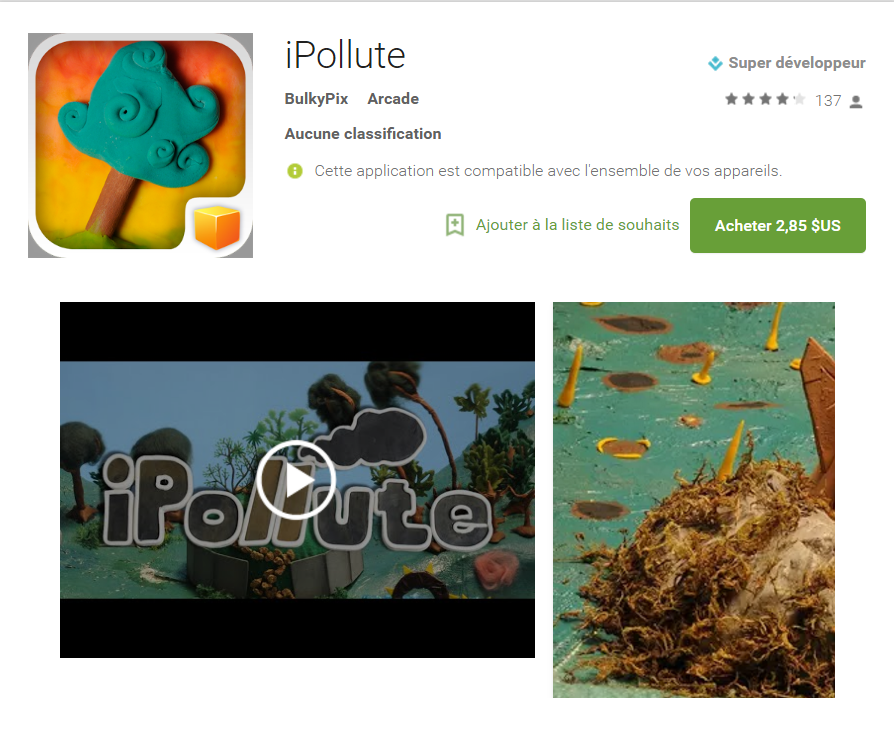 iPollute
Super développeur
BulkyPix Arcade
137
Aucune classification
Cette application est compatible avec l'ensemble de vos appareils.
Ajouter à la liste de souhaits
Acheter 2,85 $US
iPollute